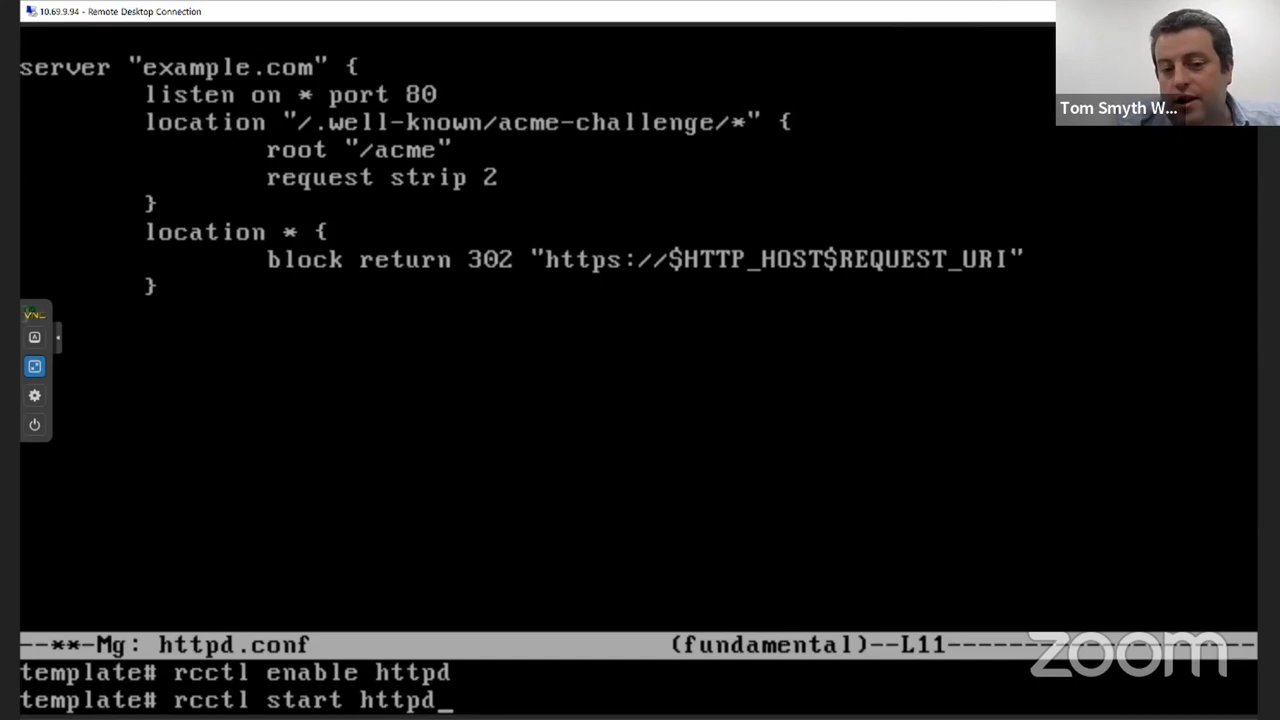 10.69.9.94 - Remote Desktop Connection
server "example.com" {
listen on * port 80
location "/.well-known/acme-challenge/*" {
root "/acme"
request strip 2
}
location * {
block return 302 "https://$HTTP_HOST$REQUEST_URI"
}
Tom Smyth W...
VNC
A
--**-Mg: httpd.conf (fundamental)--L11--------------------------
zoom
template# rcctl enable httpd
template# rcctl start httpd_